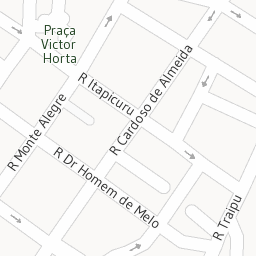 Praça
Victor
Horta
R Itapicuru
R Cardoso de Almeida
R Monte Alegre
R Dr Homem de Melo
R Traipu